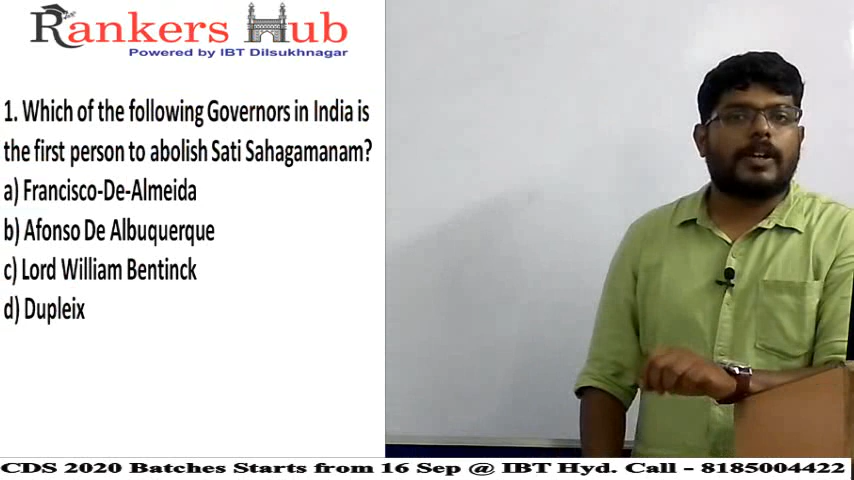 Rankers Hub
Powered by IBT Dilsukhnagar
1. Which of the following Governors in India is
the first person to abolish Sati Sahagamanam?
a) Francisco-De-Almeida
b) Afonso De Albuquerque
c) Lord William Bentinck
d) Dupleix
CDS 2020 Batches Starts from 16 Sep @ IBT Hyd. Call - 8185004422